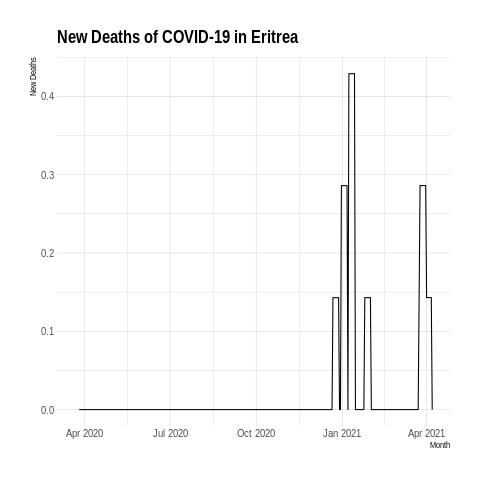 New Deaths of COVID-19 in Eritrea
New Deaths
0.4
0.3
0.2
0.1
0.0
Apr 2020 Jul 2020 Oct 2020 Jan 2021 Apr 2021
Month